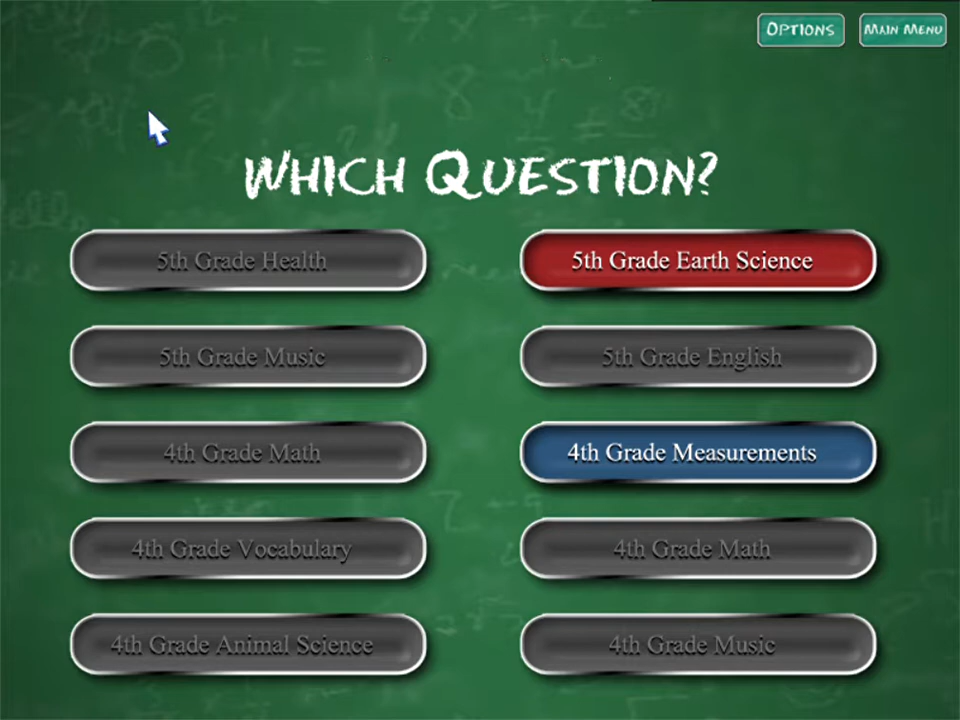 Options
Main Menu
Which Question?
5th Grade Health
5th Grade Earth Science
5th Grade Music
5th Grade English
4th Grade Math
4th Grade Measurements
4th Grade Vocabulary
4th Grade Math
4th Grade Animal Science
4th Grade Music